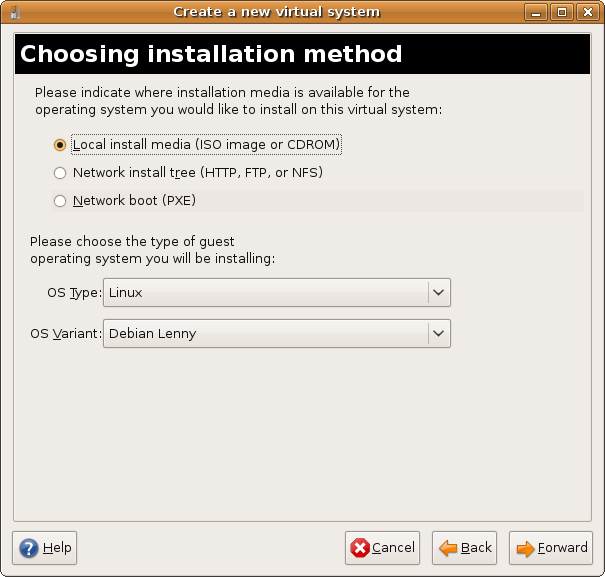 Create a new virtual system
Choosing installation method
Please indicate where installation media is available for the
operating system you would like to install on this virtual system:
Local install media (ISO image or CDROM)
Network install tree (HTTP, FTP, or NFS)
Network boot (PXE)
Please choose the type of guest
operating system you will be installing:
OS Type: Linux
OS Variant: Debian Lenny
Help Cancel Back Forward